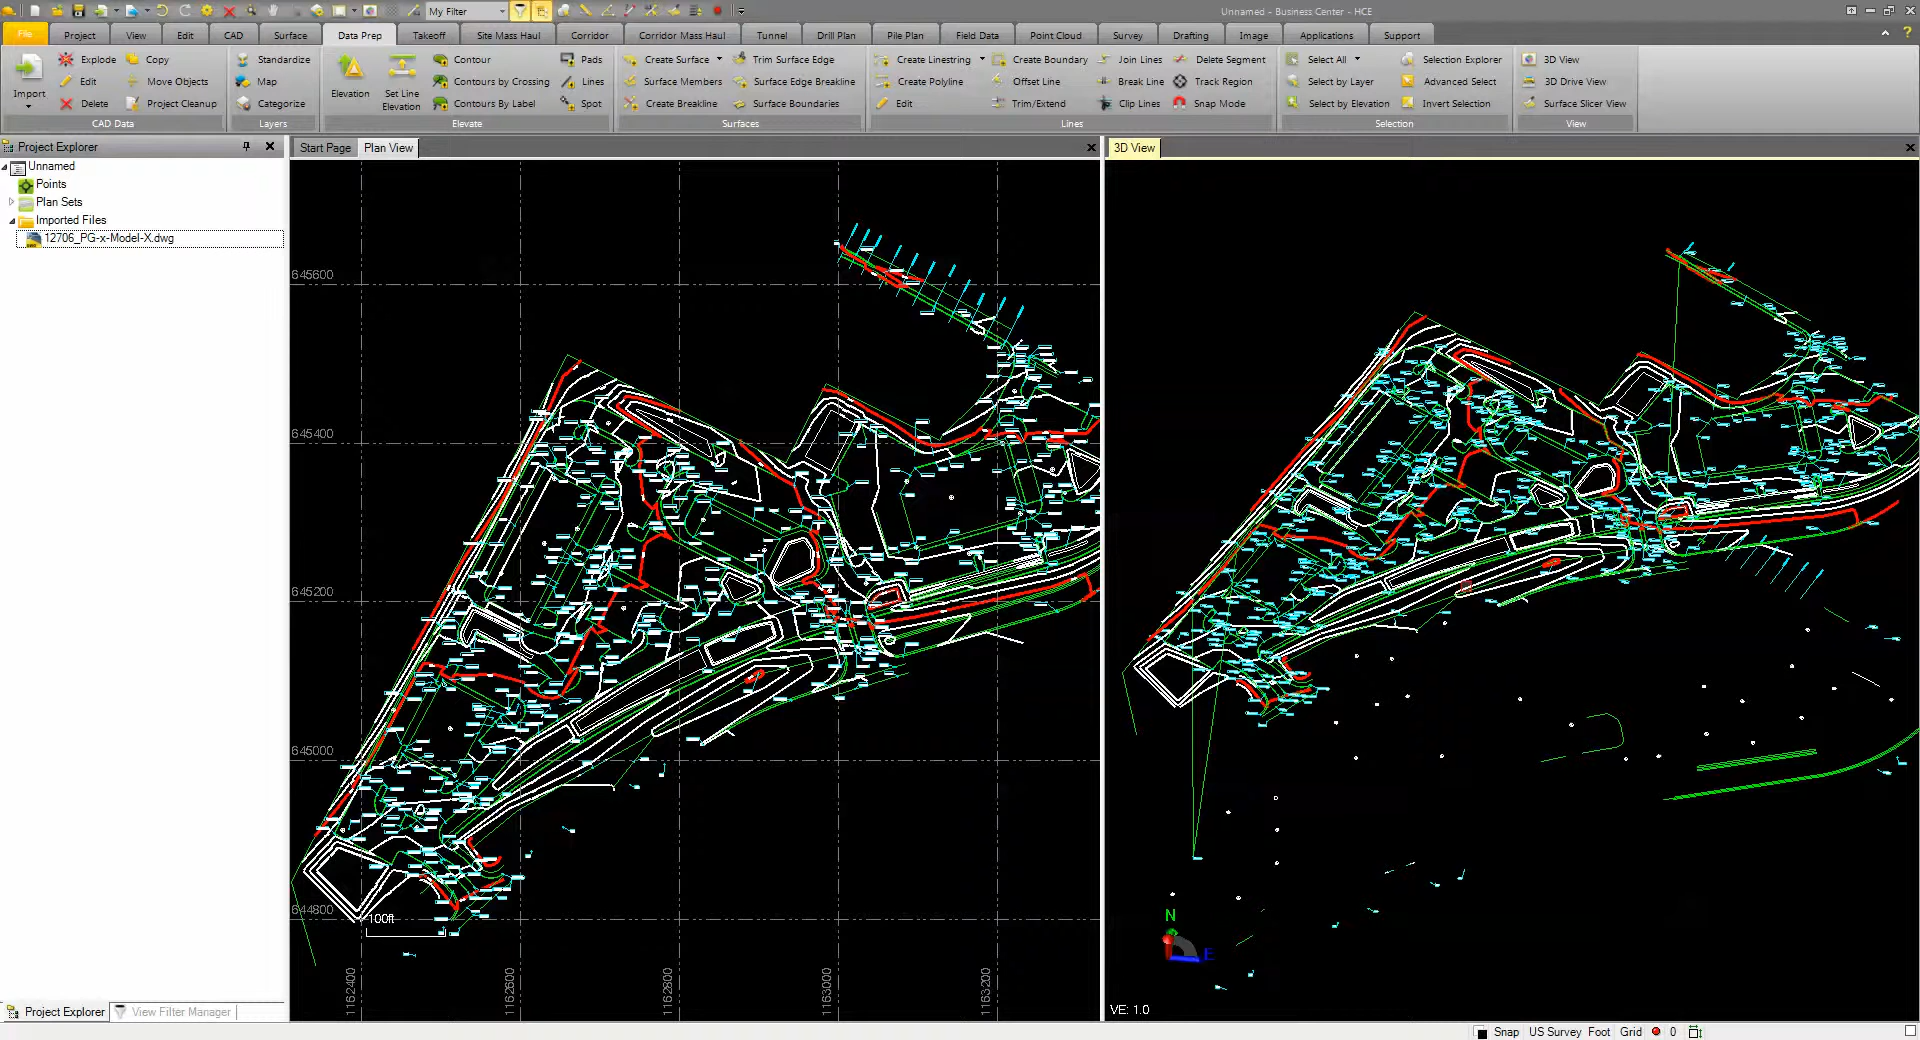 My Filter
Unnamed - Business Center - HCE
File
Project
View
Edit
CAD
Surface
Data Prep
Takeoff
Site Mass Haul
Corridor
Corridor Mass Haul
Tunnel
Drill Plan
Pile Plan
Field Data
Point Cloud
Survey
Drafting
Image
Applications
Support
Import
Explode
Copy
Edit
Move Objects
Delete
Project Cleanup
CAD Data
Standardize
Map
Categorize
Layers
Elevation
Set Line Elevation
Contour
Contours by Crossing
Contours By Label
Pads
Lines
Spot
Elevate
Create Surface
Trim Surface Edge
Surface Members
Surface Edge Breakline
Create Breakline
Surface Boundaries
Surfaces
Create Linestring
Create Boundary
Join Lines
Delete Segment
Create Polyline
Offset Line
Break Line
Track Region
Edit
Trim/Extend
Clip Lines
Snap Mode
Lines
Select All
Selection Explorer
Select by Layer
Advanced Select
Select by Elevation
Invert Selection
Selection
3D View
3D Drive View
Surface Slicer View
View
Project Explorer
Unnamed
Points
Plan Sets
Imported Files
12706_PG-x-Model-X.dwg
Start Page
Plan View
3D View
645600
645400
645200
645000
644800
100ft
1162400
1162600
1162800
1163000
1163200
N
E
VE: 1.0
Project Explorer
View Filter Manager
Snap
US Survey Foot
Grid
0